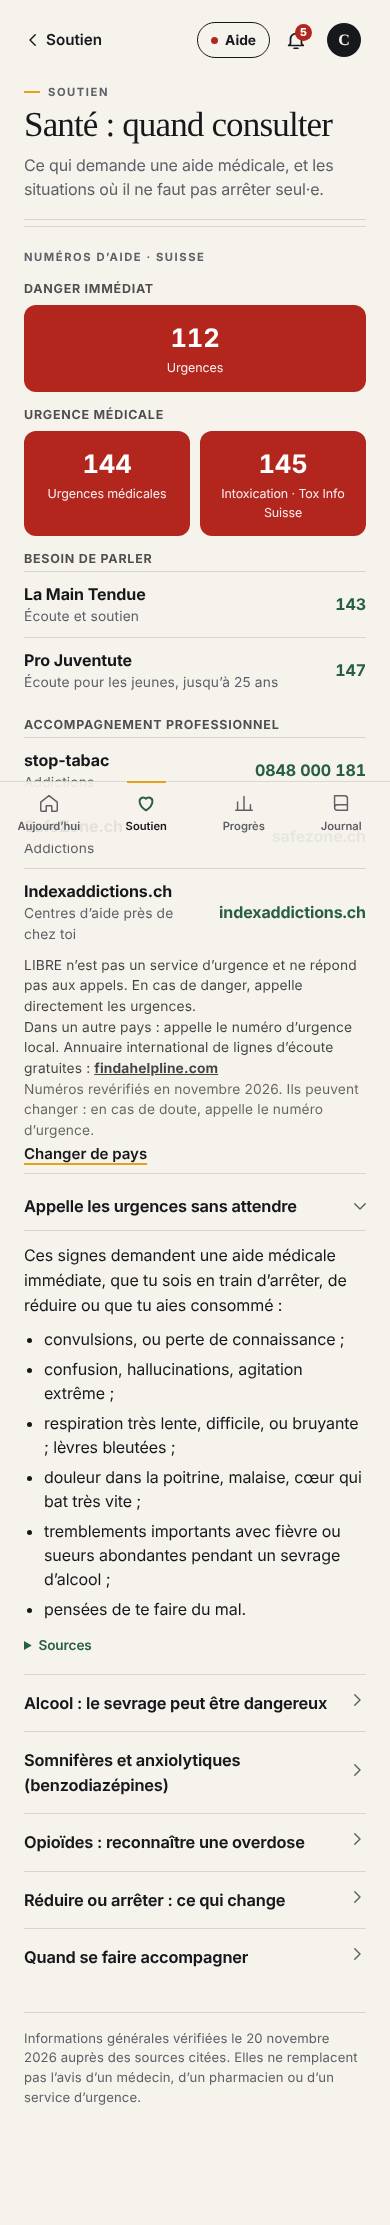 Soutien
Aide
5
C
SOUTIEN
Santé : quand consulter
Ce qui demande une aide médicale, et les
situations où il ne faut pas arrêter seul·e.
NUMÉROS D’AIDE · SUISSE
DANGER IMMÉDIAT
112
Urgences
URGENCE MÉDICALE
144
Urgences médicales
145
Intoxication · Tox Info
Suisse
BESOIN DE PARLER
La Main Tendue
Écoute et soutien
143
Pro Juventute
Écoute pour les jeunes, jusqu’à 25 ans
147
ACCOMPAGNEMENT PROFESSIONNEL
stop-tabac
Addictions
0848 000 181
SafeZone.ch
safezone.ch
Aujourd’hui
Soutien
Progrès
Journal
Addictions
Indexaddictions.ch
Centres d’aide près de
chez toi
indexaddictions.ch
LIBRE n’est pas un service d’urgence et ne répond
pas aux appels. En cas de danger, appelle
directement les urgences.
Dans un autre pays : appelle le numéro d’urgence
local. Annuaire international de lignes d’écoute
gratuites : findahelpline.com
Numéros revérifiés en novembre 2026. Ils peuvent
changer : en cas de doute, appelle le numéro
d’urgence.
Changer de pays
Appelle les urgences sans attendre
Ces signes demandent une aide médicale
immédiate, que tu sois en train d’arrêter, de
réduire ou que tu aies consommé :
• convulsions, ou perte de connaissance ;
• confusion, hallucinations, agitation
extrême ;
• respiration très lente, difficile, ou bruyante
; lèvres bleutées ;
• douleur dans la poitrine, malaise, cœur qui
bat très vite ;
• tremblements importants avec fièvre ou
sueurs abondantes pendant un sevrage
d’alcool ;
• pensées de te faire du mal.
Sources
Alcool : le sevrage peut être dangereux
Somnifères et anxiolytiques
(benzodiazépines)
Opioïdes : reconnaître une overdose
Réduire ou arrêter : ce qui change
Quand se faire accompagner
Informations générales vérifiées le 20 novembre
2026 auprès des sources citées. Elles ne remplacent
pas l’avis d’un médecin, d’un pharmacien ou d’un
service d’urgence.